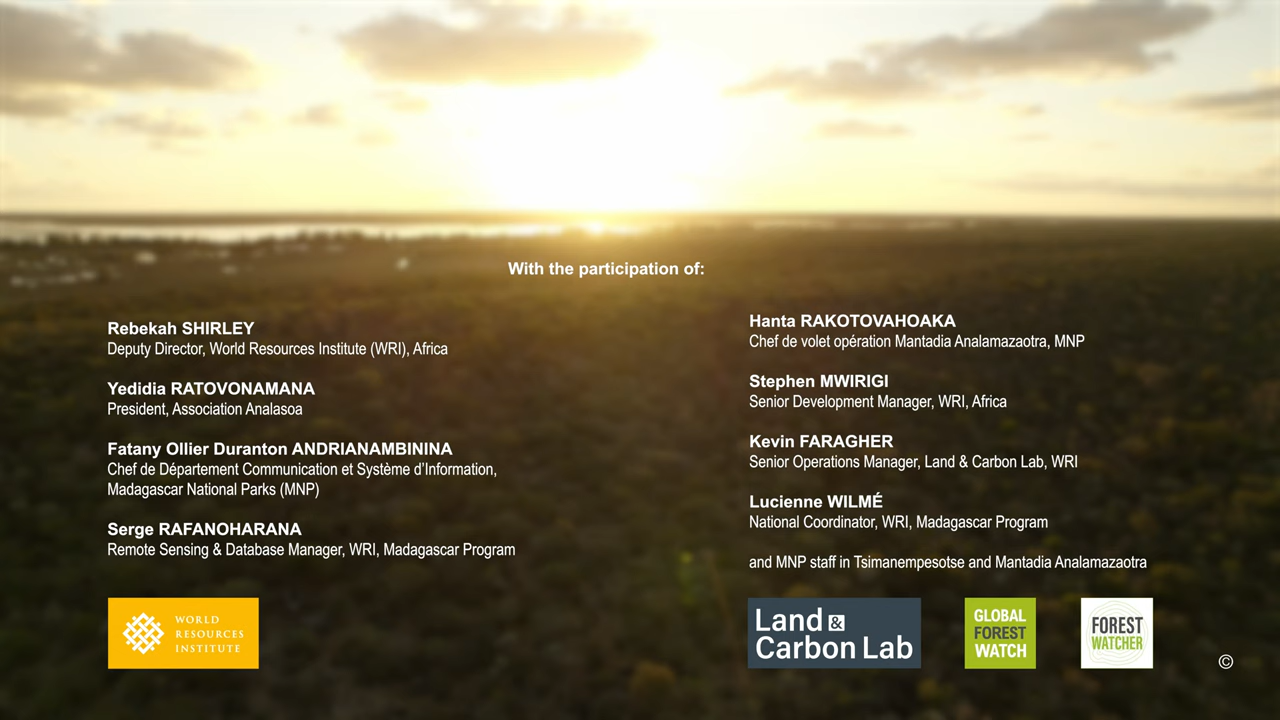 With the participation of:
Rebekah SHIRLEY
Deputy Director, World Resources Institute (WRI), Africa
Yedidia RATOVONAMANA
President, Association Analasoa
Fatany Ollier Duranton ANDRIANAMBININA
Chef de Département Communication et Système d'Information,
Madagascar National Parks (MNP)
Serge RAFANOHARANA
Remote Sensing & Database Manager, WRI, Madagascar Program
Hanta RAKOTOVAHOAKA
Chef de volet opération Mantadia Analamazaotra, MNP
Stephen MWIRIGI
Senior Development Manager, WRI, Africa
Kevin FARAGHER
Senior Operations Manager, Land & Carbon Lab, WRI
Lucienne WILMÉ
National Coordinator, WRI, Madagascar Program
and MNP staff in Tsimanempesotse and Mantadia Analamazaotra
WORLD
RESOURCES
INSTITUTE
Land &
Carbon Lab
GLOBAL
FOREST
WATCH
FOREST
WATCHER
©